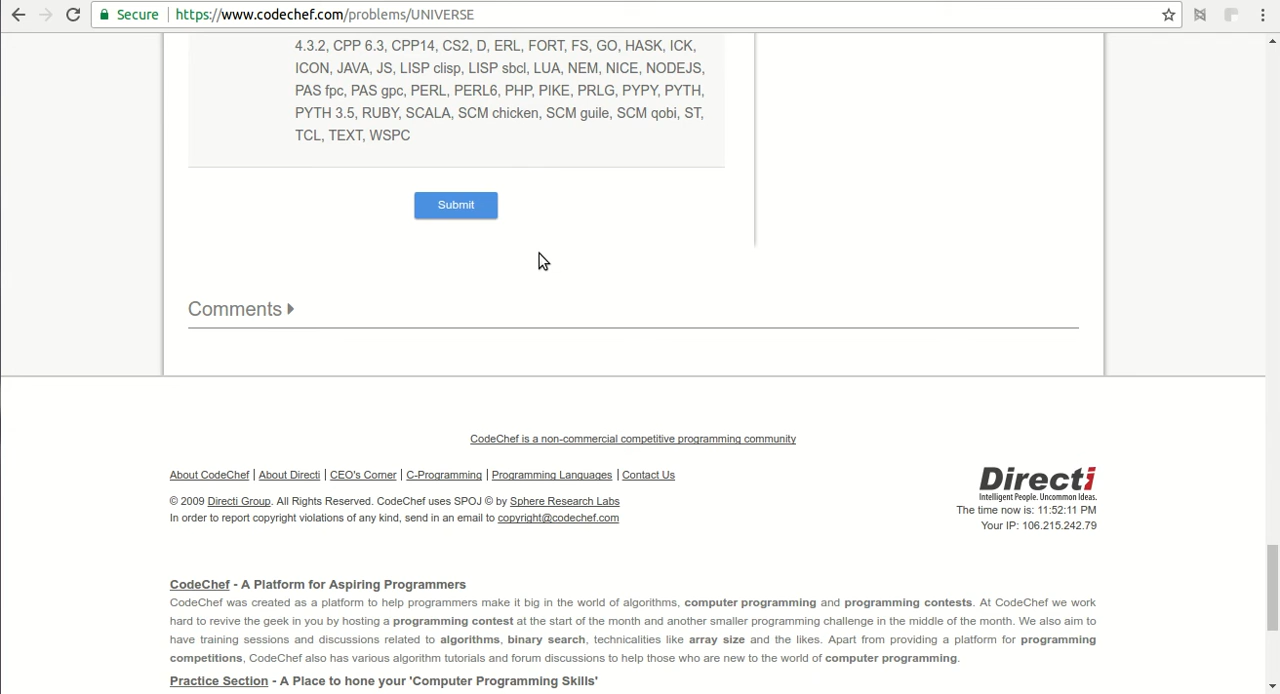 Secure | https://www.codechef.com/problems/UNIVERSE
4.3.2, CPP 6.3, CPP14, CS2, D, ERL, FORT, FS, GO, HASK, ICK,
ICON, JAVA, JS, LISP clisp, LISP sbcl, LUA, NEM, NICE, NODEJS,
PAS fpc, PAS gpc, PERL, PERL6, PHP, PIKE, PRLG, PYPY, PYTH,
PYTH 3.5, RUBY, SCALA, SCM chicken, SCM guile, SCM qobi, ST,
TCL, TEXT, WSPC
Submit
Comments
CodeChef is a non-commercial competitive programming community
About CodeChef | About Directi | CEO's Corner | C-Programming | Programming Languages | Contact Us
© 2009 Directi Group. All Rights Reserved. CodeChef uses SPOJ © by Sphere Research Labs
In order to report copyright violations of any kind, send in an email to copyright@codechef.com
Directi
Intelligent People. Uncommon Ideas.
The time now is: 11:52:11 PM
Your IP: 106.215.242.79
CodeChef - A Platform for Aspiring Programmers
CodeChef was created as a platform to help programmers make it big in the world of algorithms, computer programming and programming contests. At CodeChef we work
hard to revive the geek in you by hosting a programming contest at the start of the month and another smaller programming challenge in the middle of the month. We also aim to
have training sessions and discussions related to algorithms, binary search, technicalities like array size and the likes. Apart from providing a platform for programming
competitions, CodeChef also has various algorithm tutorials and forum discussions to help those who are new to the world of computer programming.
Practice Section - A Place to hone your 'Computer Programming Skills'